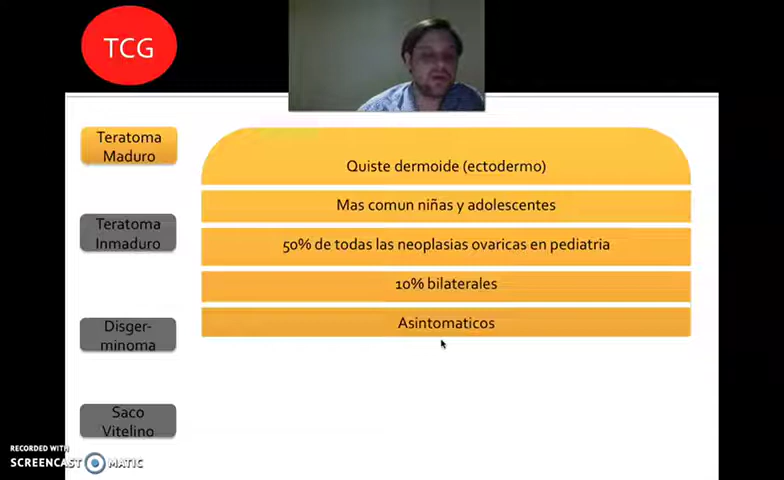 TCG
Teratoma
Maduro
Quiste dermoide (ectodermo)
Mas comun niñas y adolescentes
Teratoma
Inmaduro
50% de todas las neoplasias ovaricas en pediatria
10% bilaterales
Asintomaticos
Disger-
minoma
Saco
Vitelino
RECORDED WITH
SCREENCAST MATIC